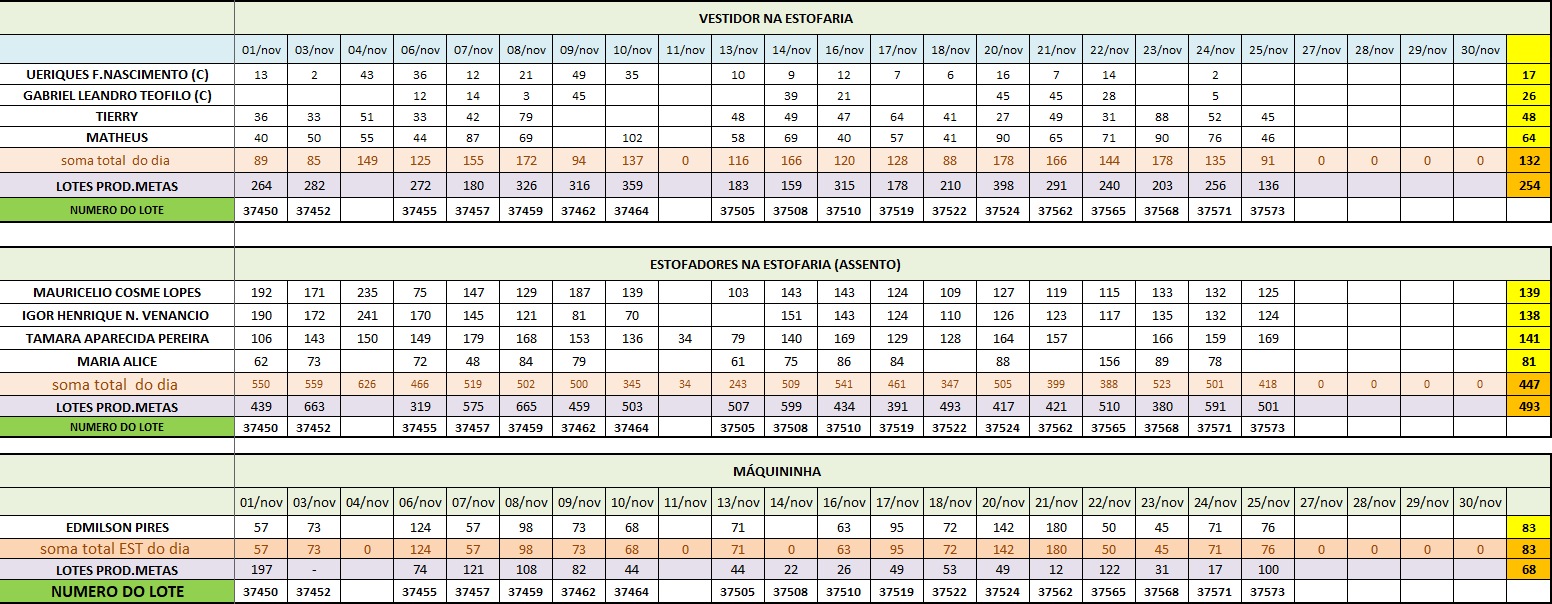 VESTIDOR NA ESTOFARIA
01/nov 03/nov 04/nov 06/nov 07/nov 08/nov 09/nov 10/nov 11/nov 13/nov 14/nov 16/nov 17/nov 18/nov 20/nov 21/nov 22/nov 23/nov 24/nov 25/nov 27/nov 28/nov 29/nov 30/nov
UERIQUES F.NASCIMENTO (C) 13 2 43 36 12 21 49 35 10 9 12 7 6 16 7 14 2 17
GABRIEL LEANDRO TEOFILO (C) 12 14 3 45 39 21 45 45 28 5 26
TIERRY 36 33 51 33 42 79 48 49 47 64 41 27 49 31 88 52 45 48
MATHEUS 40 50 55 44 87 69 102 58 69 40 57 41 90 65 71 90 76 46 64
soma total do dia 89 85 149 125 155 172 94 137 0 116 166 120 128 88 178 166 144 178 135 91 0 0 0 0 132
LOTES PROD.METAS 264 282 272 180 326 316 359 183 159 315 178 210 398 291 240 203 256 136 254
NUMERO DO LOTE 37450 37452 37455 37457 37459 37462 37464 37505 37508 37510 37519 37522 37524 37562 37565 37568 37571 37573
ESTOFADORES NA ESTOFARIA (ASSENTO)
MAURICELIO COSME LOPES 192 171 235 75 147 129 187 139 103 143 143 124 109 127 119 115 133 132 125 139
IGOR HENRIQUE N. VENANCIO 190 172 241 170 145 121 81 70 151 143 124 110 126 123 117 135 132 124 138
TAMARA APARECIDA PEREIRA 106 143 150 149 179 168 153 136 34 79 140 169 129 128 164 157 166 159 169 141
MARIA ALICE 62 73 72 48 84 79 61 75 86 84 88 156 89 78 81
soma total do dia 550 559 626 466 519 502 500 345 34 243 509 541 461 347 505 399 388 523 501 418 0 0 0 0 447
LOTES PROD.METAS 439 663 319 575 665 459 503 507 599 434 391 493 417 421 510 380 591 501 493
NUMERO DO LOTE 37450 37452 37455 37457 37459 37462 37464 37505 37508 37510 37519 37522 37524 37562 37565 37568 37571 37573
MÁQUININHA
01/nov 03/nov 04/nov 06/nov 07/nov 08/nov 09/nov 10/nov 11/nov 13/nov 14/nov 16/nov 17/nov 18/nov 20/nov 21/nov 22/nov 23/nov 24/nov 25/nov 27/nov 28/nov 29/nov 30/nov
EDMILSON PIRES 57 73 124 57 98 73 68 71 63 95 72 142 180 50 45 71 76 83
soma total EST do dia 57 73 0 124 57 98 73 68 0 71 0 63 95 72 142 180 50 45 71 76 0 0 0 0 83
LOTES PROD.METAS 197 - 74 121 108 82 44 44 22 26 49 53 49 12 122 31 17 100 68
NUMERO DO LOTE 37450 37452 37455 37457 37459 37462 37464 37505 37508 37510 37519 37522 37524 37562 37565 37568 37571 37573